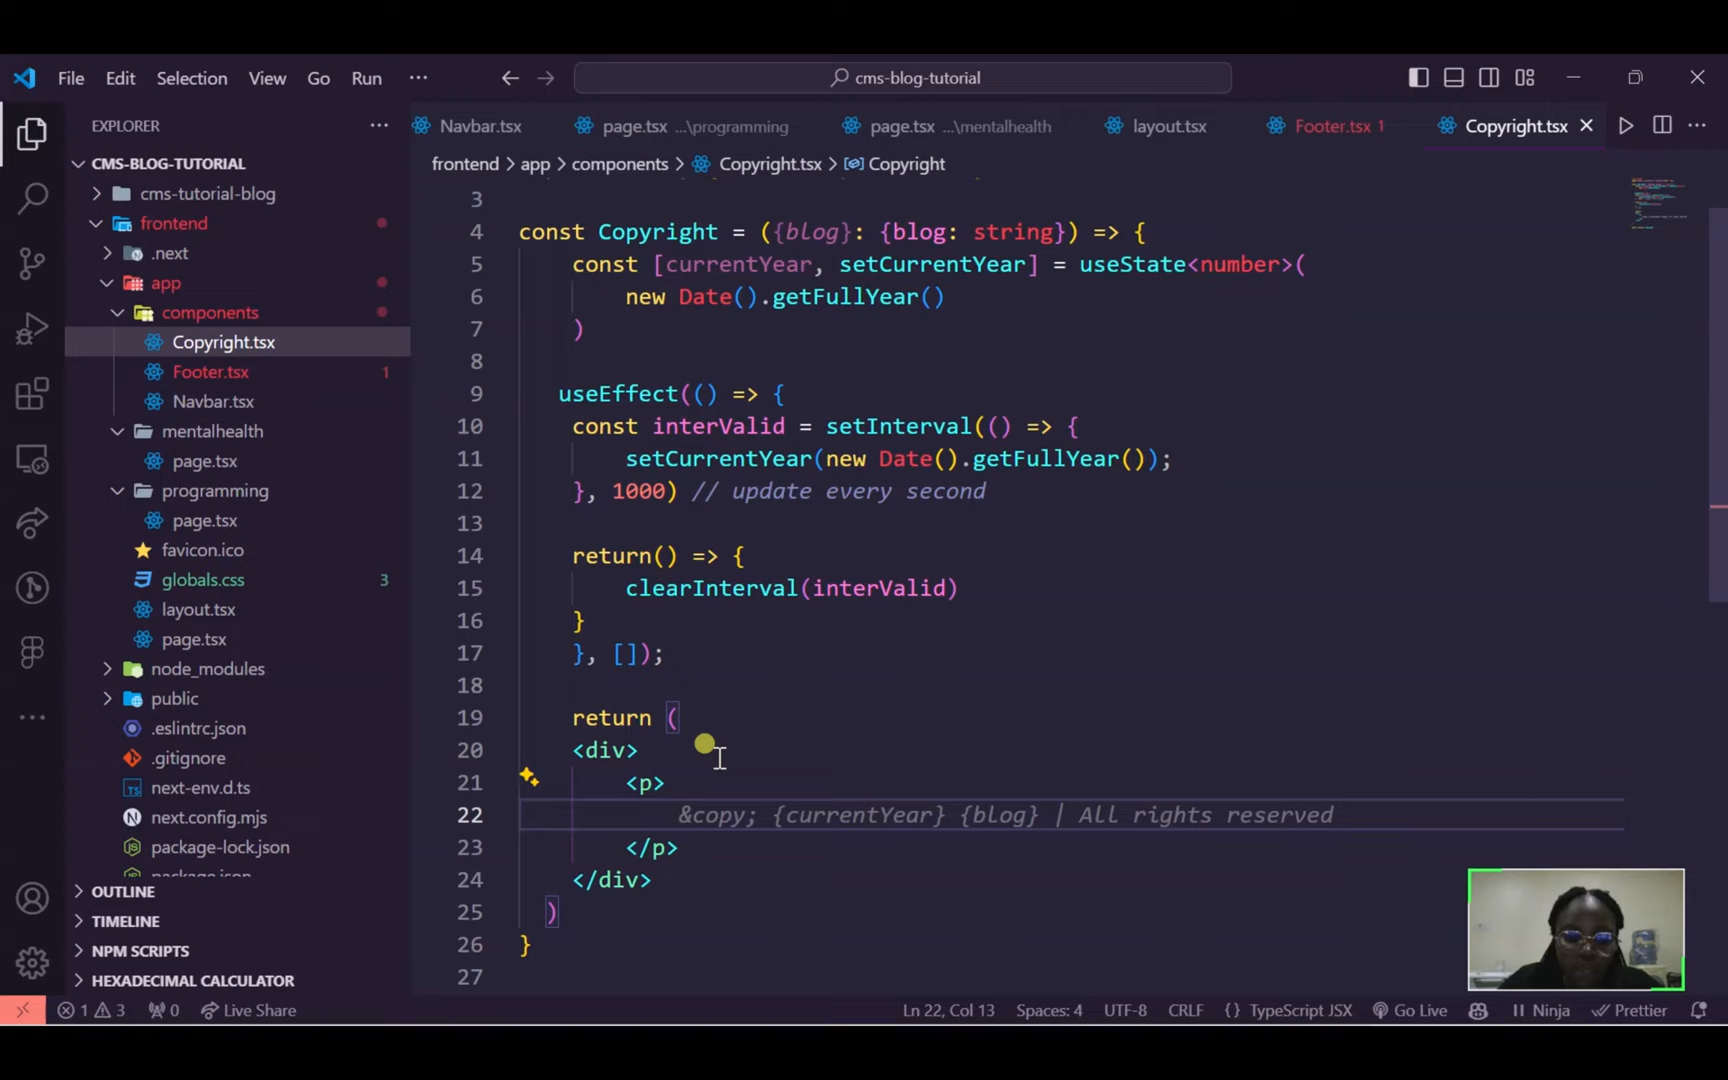 File Edit Selection View Go Run ··· cms-blog-tutorial
EXPLORER ···
CMS-BLOG-TUTORIAL
cms-tutorial-blog
frontend
.next
app
components
Copyright.tsx
Footer.tsx 1
Navbar.tsx
mentalhealth
page.tsx
programming
page.tsx
favicon.ico
globals.css 3
layout.tsx
page.tsx
node_modules
public
.eslintrc.json
.gitignore
next-env.d.ts
next.config.mjs
package-lock.json
package.json
OUTLINE
TIMELINE
NPM SCRIPTS
HEXADECIMAL CALCULATOR
Navbar.tsx page.tsx ...\programming page.tsx ...\mentalhealth layout.tsx Footer.tsx 1 Copyright.tsx
frontend > app > components > Copyright.tsx > Copyright
3
4 const Copyright = ({blog}: {blog: string}) => {
5 const [currentYear, setCurrentYear] = useState<number>(
6 new Date().getFullYear()
7 )
8
9 useEffect(() => {
10 const interValid = setInterval(() => {
11 setCurrentYear(new Date().getFullYear());
12 }, 1000) // update every second
13
14 return() => {
15 clearInterval(interValid)
16 }
17 }, []);
18
19 return (
20 <div>
21 <p>
22 &copy; {currentYear} {blog} | All rights reserved
23 </p>
24 </div>
25 )
26 }
27
1 3 0 Live Share Ln 22, Col 13 Spaces: 4 UTF-8 CRLF {} TypeScript JSX Go Live Ninja Prettier